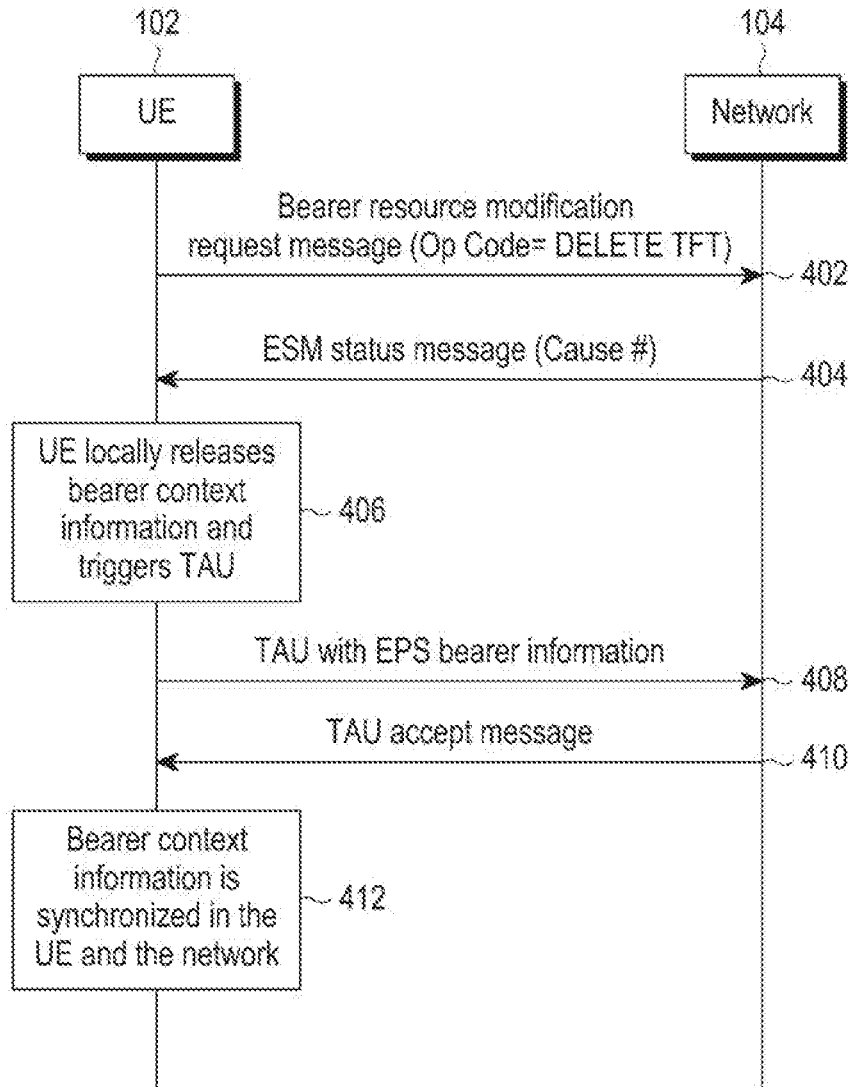 102
104
UE
Network
Bearer resource modification
request message (Op Code= DELETE TFT)
402
ESM status message (Cause #)
404
UE locally releases
bearer context
information and
triggers TAU
406
TAU with EPS bearer information
408
TAU accept message
410
Bearer context
information is
synchronized in the
UE and the network
412